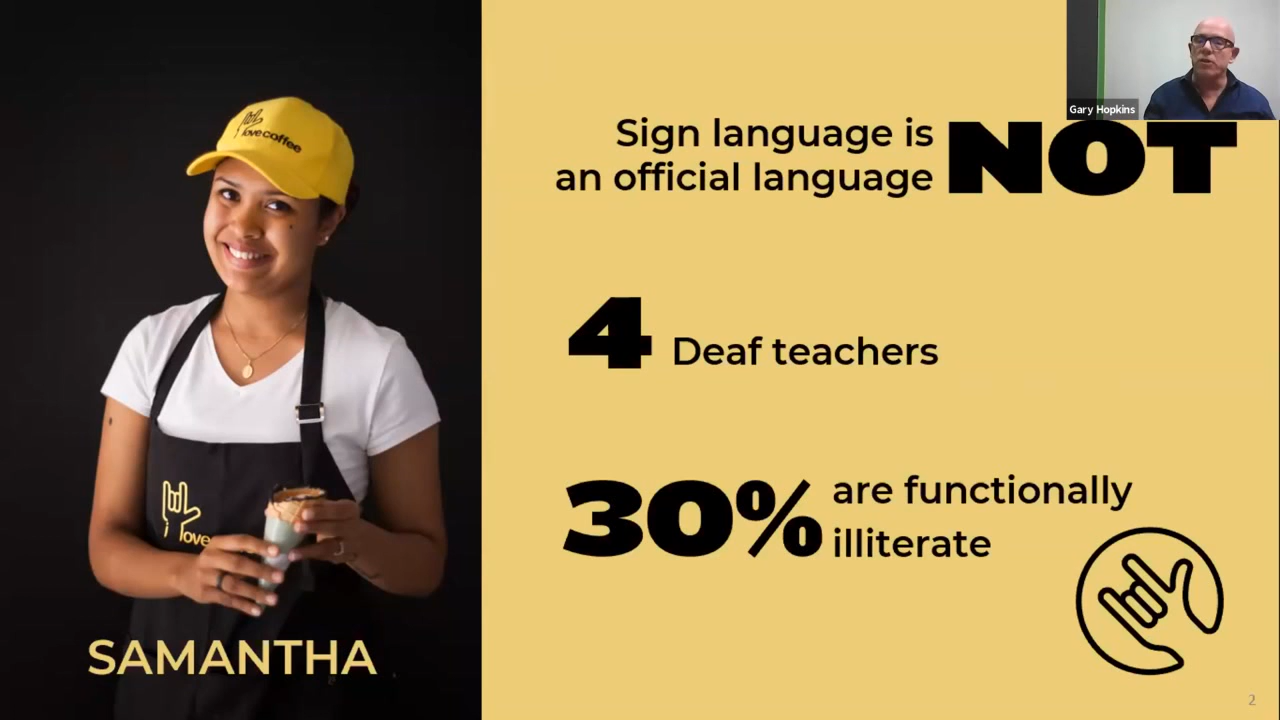 Gary Hopkins
i lovecoffee
Sign language is
an official language NOT
4 Deaf teachers
30% are functionally
illiterate
i love
SAMANTHA
2